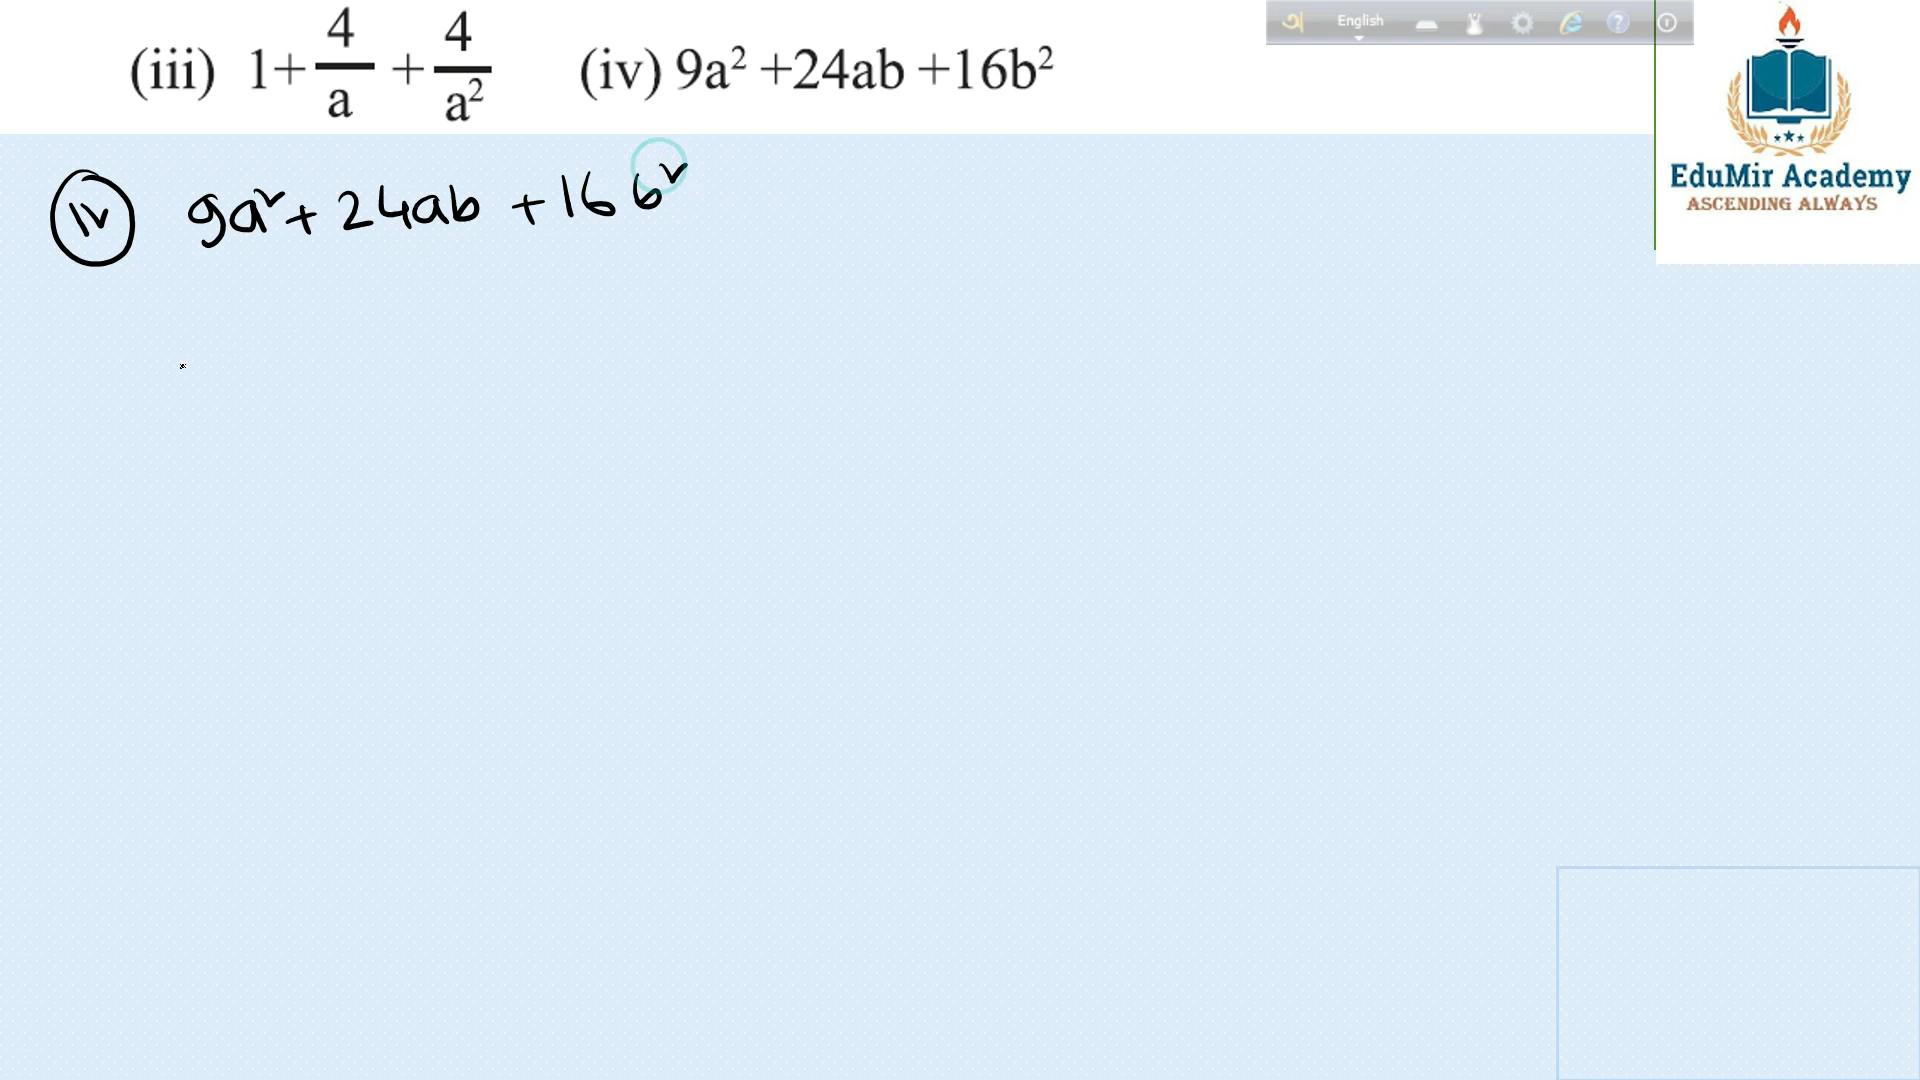 (iii) 1+ 4/a + 4/a² (iv) 9a² +24ab +16b²
অ English
EduMir Academy
ASCENDING ALWAYS
iv 9a² + 24ab + 16b²